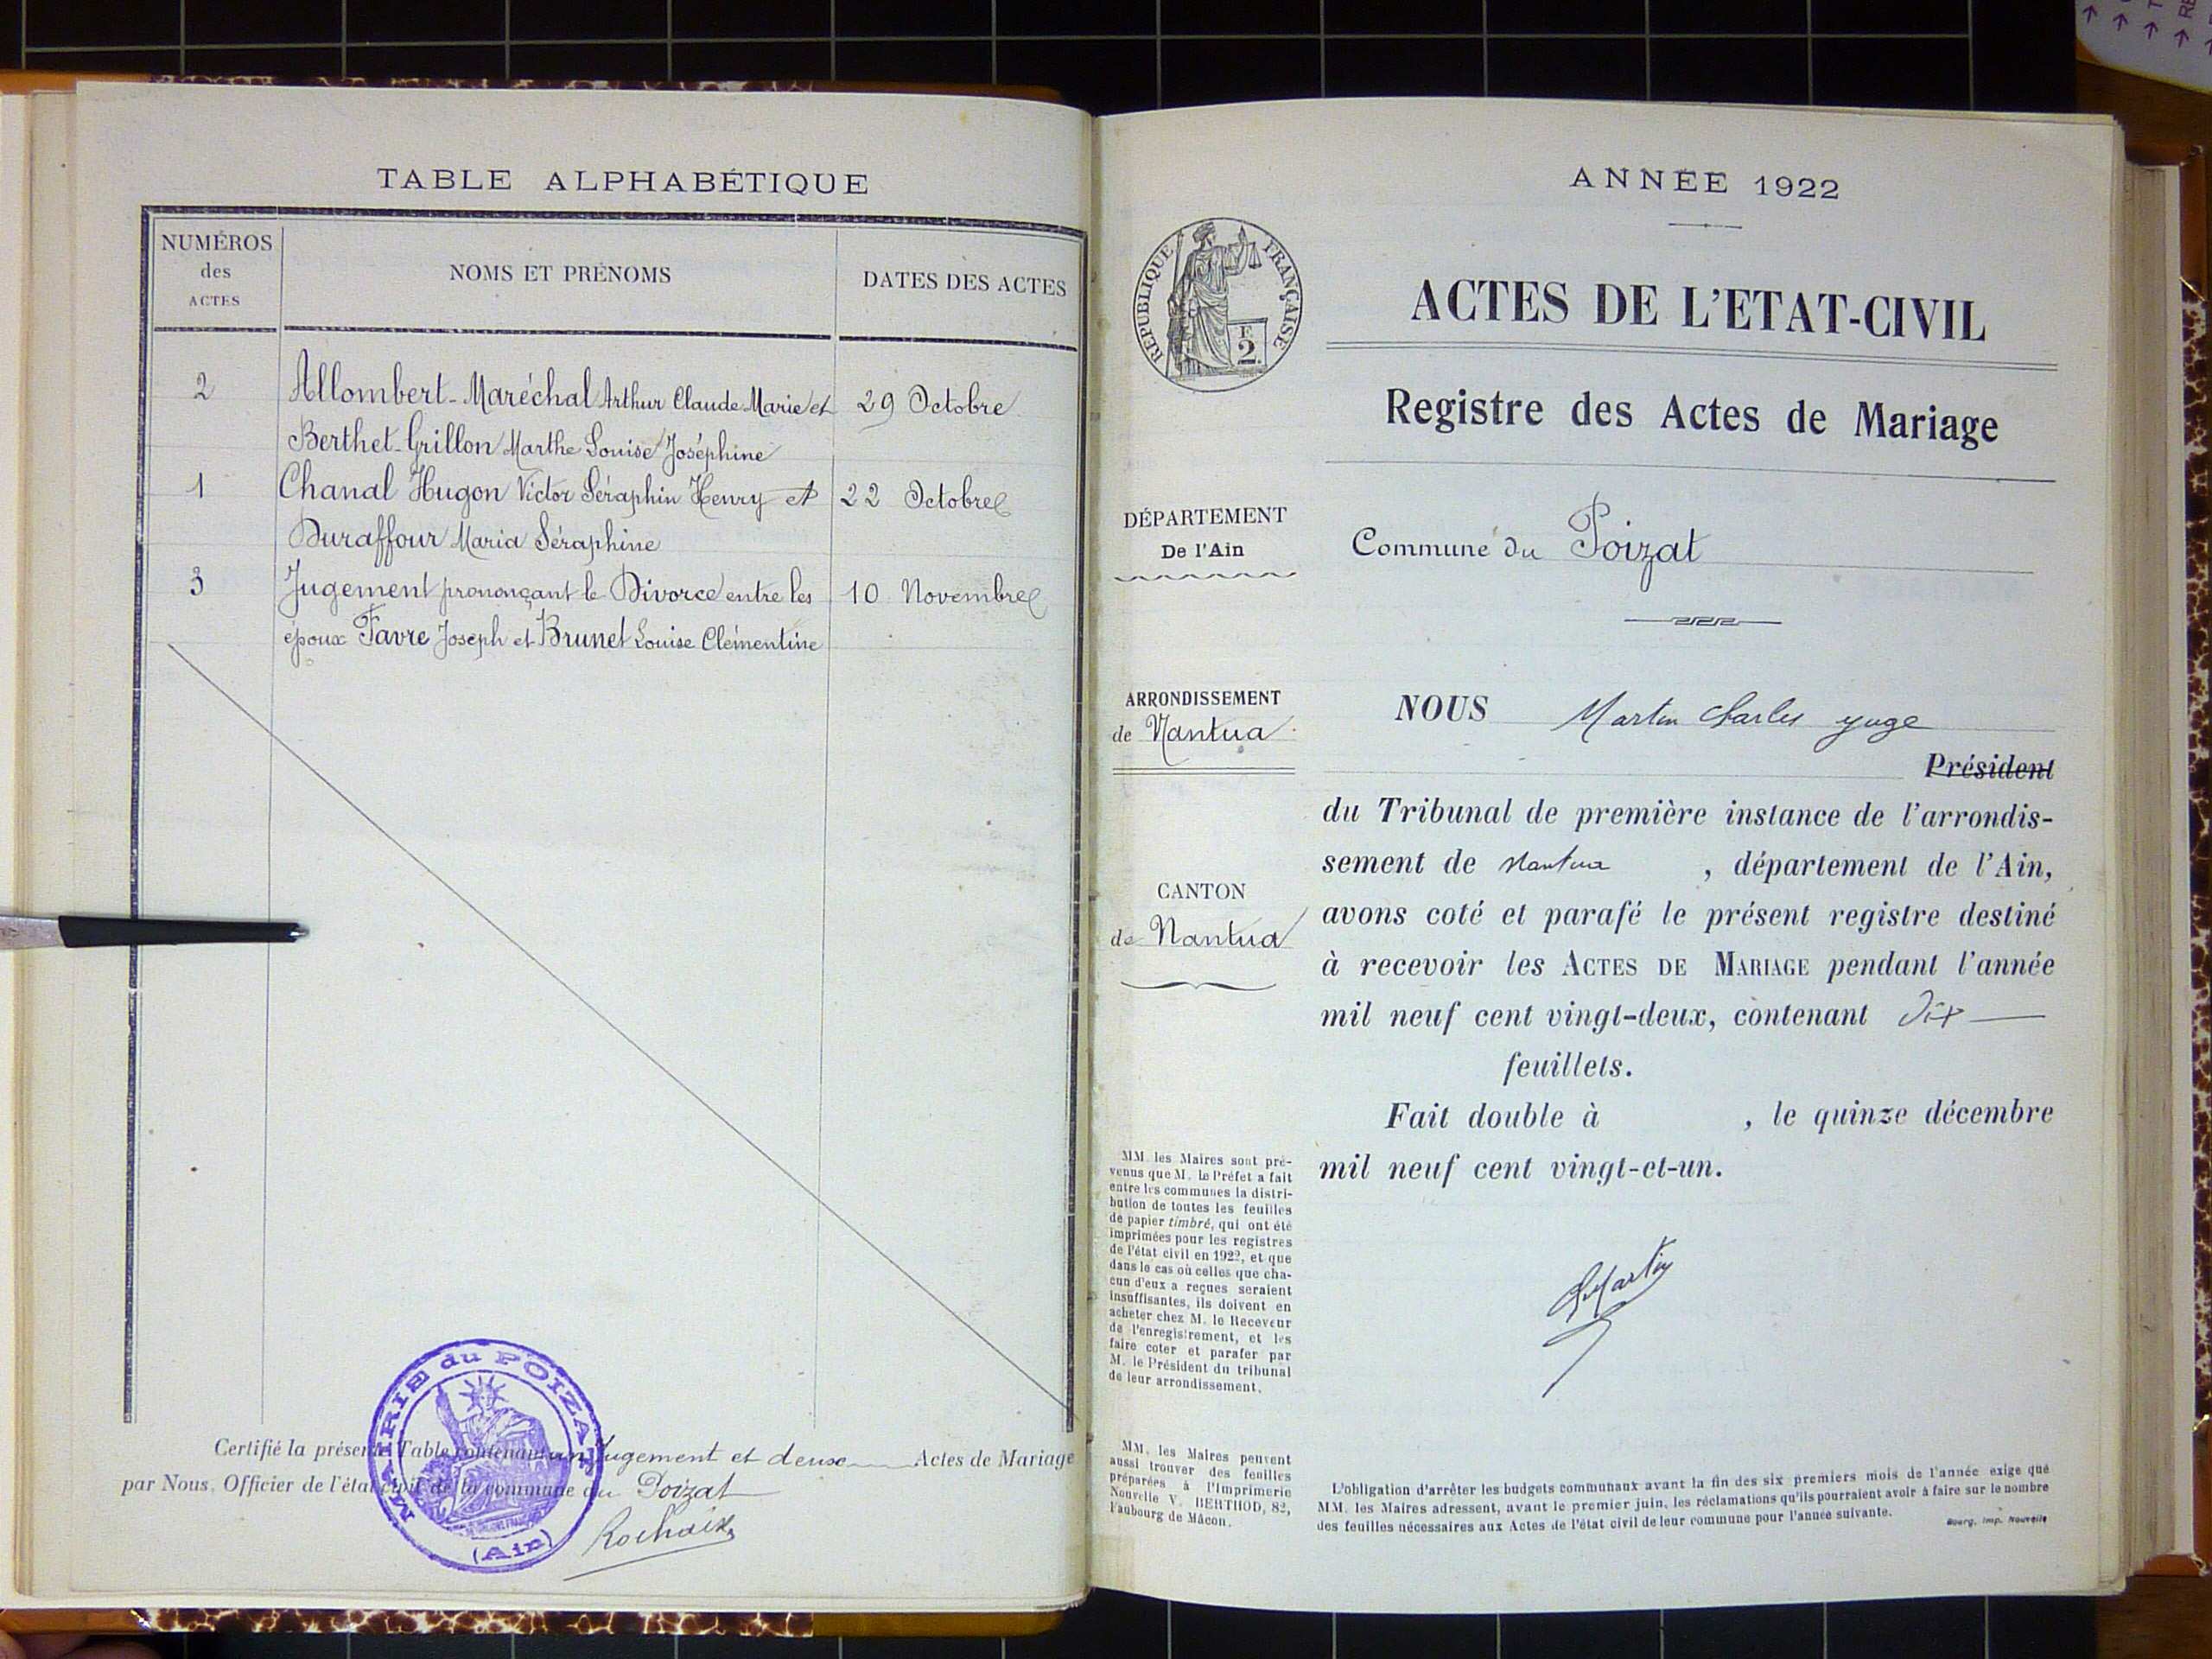 TABLE ALPHABÉTIQUE
NUMÉROS
des
ACTES
NOMS ET PRÉNOMS
DATES DES ACTES
2 Allombert-Maréchal Arthur Claude Marie et 29 Octobre
Berthet-Grillon Marthe Louise Joséphine
1 Chanal Hugon Victor Séraphin Henry et 22 Octobre
Duraffour Maria Séraphine
3 Jugement prononçant le Divorce entre les 10 Novembre
époux Favre Joseph et Brunet Louise Clémentine
Certifié la présente Table contenant un Jugement et deux Actes de Mariage
par Nous, Officier de l'état civil de la commune du Poizat
MAIRIE du POIZAT
(Ain)
Rochaix
ANNÉE 1922
RÉPUBLIQUE FRANÇAISE
E
2
ACTES DE L'ETAT-CIVIL
Registre des Actes de Mariage
DÉPARTEMENT
De l'Ain
Commune du Poizat
ARRONDISSEMENT
de Nantua
CANTON
de Nantua
NOUS Martin Charles juge
Président
du Tribunal de première instance de l'arrondis-
sement de Nantua , département de l'Ain,
avons coté et parafé le présent registre destiné
à recevoir les ACTES DE MARIAGE pendant l'année
mil neuf cent vingt-deux, contenant Dix
feuillets.
Fait double à , le quinze décembre
mil neuf cent vingt-et-un.
Martin
MM. les Maires sont pré-
venus que M. le Préfet a fait
entre les communes la distri-
bution de toutes les feuilles
de papier timbré, qui ont été
imprimées pour les registres
de l'état civil en 1922, et que
dans le cas où celles que cha-
cun d'eux a reçues seraient
insuffisantes, ils doivent en
acheter chez M. le Receveur
de l'enregistrement, et les
faire coter et parafer par
M. le Président du tribunal
de leur arrondissement.
MM. les Maires peuvent
aussi trouver des feuilles
préparées à l'Imprimerie
Nouvelle V. BERTHOD, 82,
Faubourg de Mâcon.
L'obligation d'arrêter les budgets communaux avant la fin des six premiers mois de l'année exige que
MM. les Maires adressent, avant le premier juin, les réclamations qu'ils pourraient avoir à faire sur le nombre
des feuilles nécessaires aux Actes de l'état civil de leur commune pour l'année suivante.
Bourg, Imp. Nouvelle